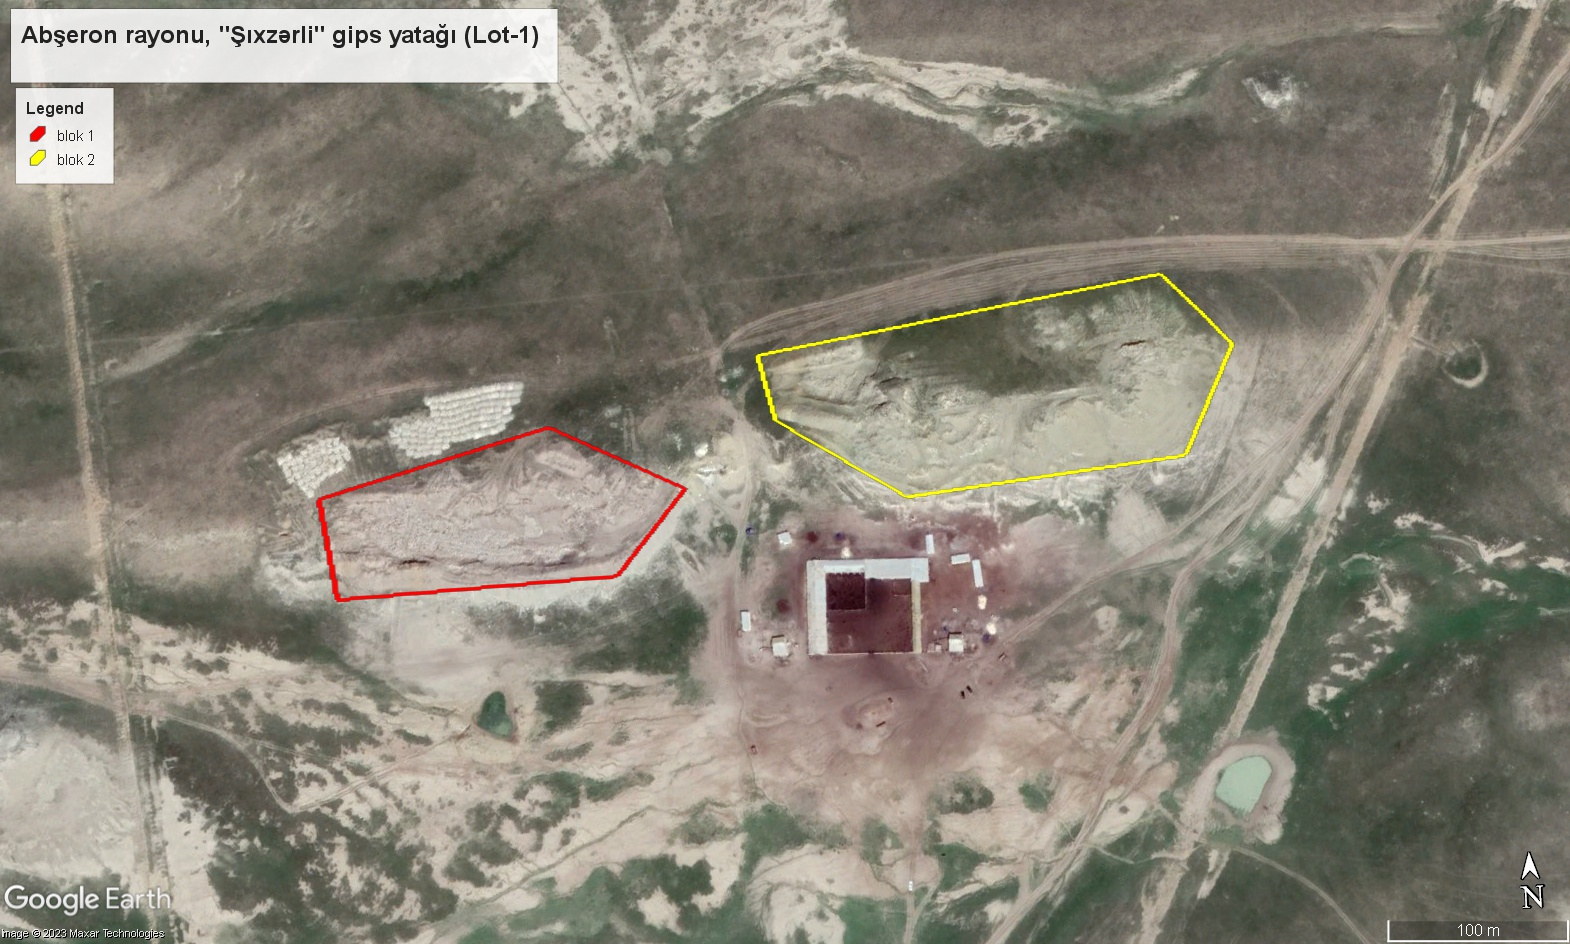 Abşeron rayonu, "Şıxzərli" gips yatağı (Lot-1)
Legend
blok 1
blok 2
N
Google Earth
Image © 2023 Maxar Technologies
100 m